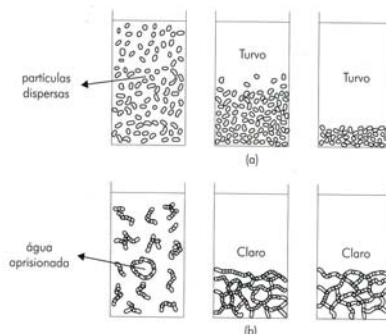 partículas
dispersas
Turvo
Turvo
(a)
água
aprisionada
Claro
Claro
(b)